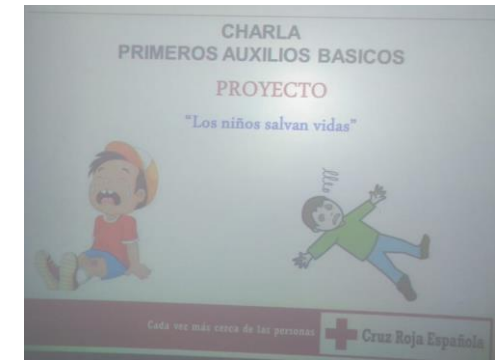 CHARLA
PRIMEROS AUXILIOS BASICOS
PROYECTO
"Los niños salvan vidas"
Cada vez más cerca de las personas
Cruz Roja Española